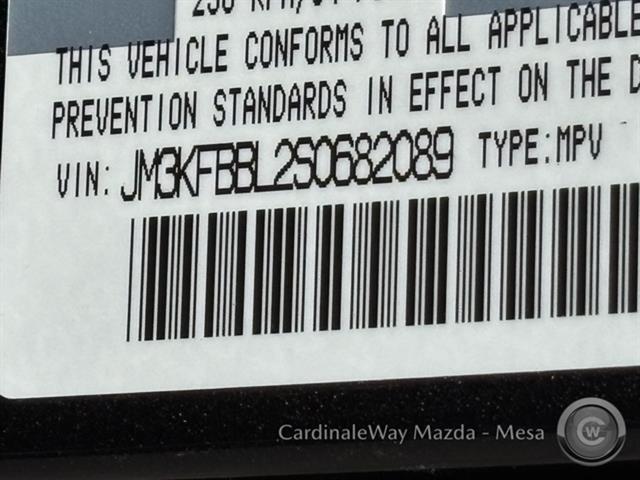 THIS VEHICLE CONFORMS TO ALL APPLICABLE
PREVENTION STANDARDS IN EFFECT ON THE
VIN: JM3KFBBL2S0682089 TYPE: MPV
CardinaleWay Mazda - Mesa
CW